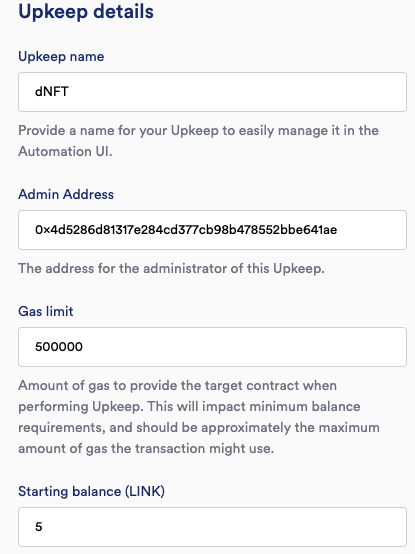 Upkeep details
Upkeep name
dNFT
Provide a name for your Upkeep to easily manage it in the
Automation UI.
Admin Address
0x4d5286d81317e284cd377cb98b478552bbe641ae
The address for the administrator of this Upkeep.
Gas limit
500000
Amount of gas to provide the target contract when
performing Upkeep. This will impact minimum balance
requirements, and should be approximately the maximum
amount of gas the transaction might use.
Starting balance (LINK)
5